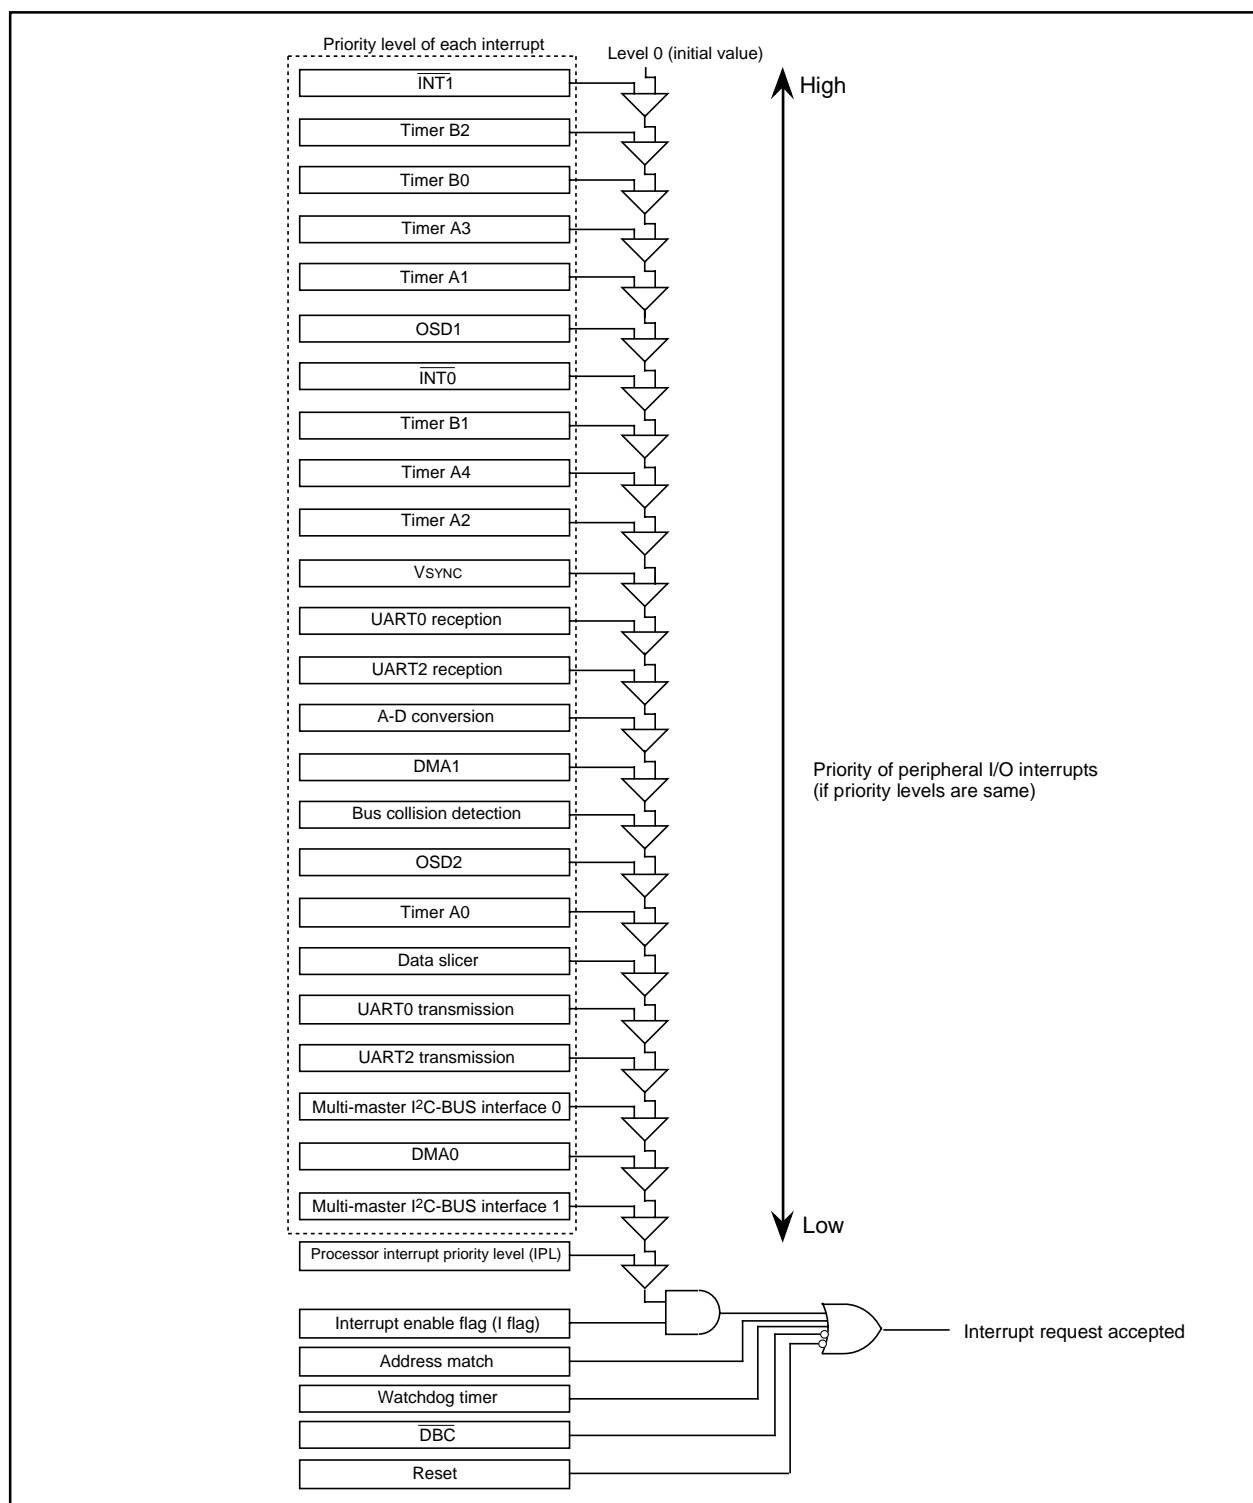 Priority level of each interrupt
Level 0 (initial value)
High
INT1
Timer B2
Timer B0
Timer A3
Timer A1
OSD1
INT0
Timer B1
Timer A4
Timer A2
VSYNC
UART0 reception
UART2 reception
A-D conversion
DMA1
Priority of peripheral I/O interrupts
(if priority levels are same)
Bus collision detection
OSD2
Timer A0
Data slicer
UART0 transmission
UART2 transmission
Multi-master I²C-BUS interface 0
DMA0
Multi-master I²C-BUS interface 1
Low
Processor interrupt priority level (IPL)
Interrupt enable flag (I flag)
Interrupt request accepted
Address match
Watchdog timer
DBC
Reset